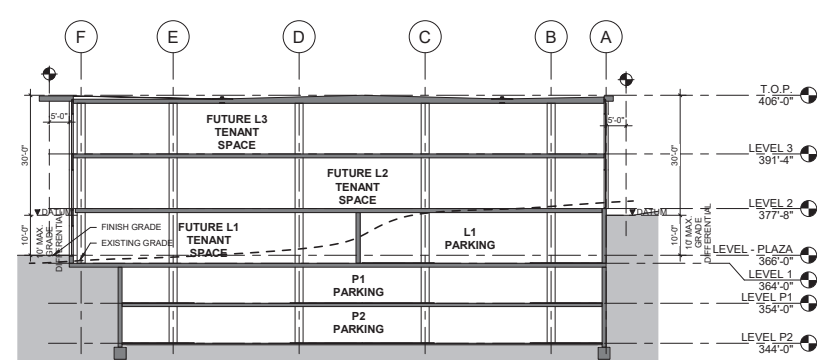 F E D C B A
T.O.P.
406'-0"
5'-0"
5'-0"
FUTURE L3
TENANT
SPACE
30'-0"
30'-0"
LEVEL 3
391'-4"
FUTURE L2
TENANT
SPACE
LEVEL 2
377'-8"
DATUM
DATUM
FINISH GRADE
EXISTING GRADE
FUTURE L1
TENANT
SPACE
L1
PARKING
10'-0"
10' MAX.
GRADE
DIFFERENTIAL
10'-0"
10' MAX.
GRADE
DIFFERENTIAL
LEVEL - PLAZA
366'-0"
LEVEL 1
364'-0"
P1
PARKING
LEVEL P1
354'-0"
P2
PARKING
LEVEL P2
344'-0"